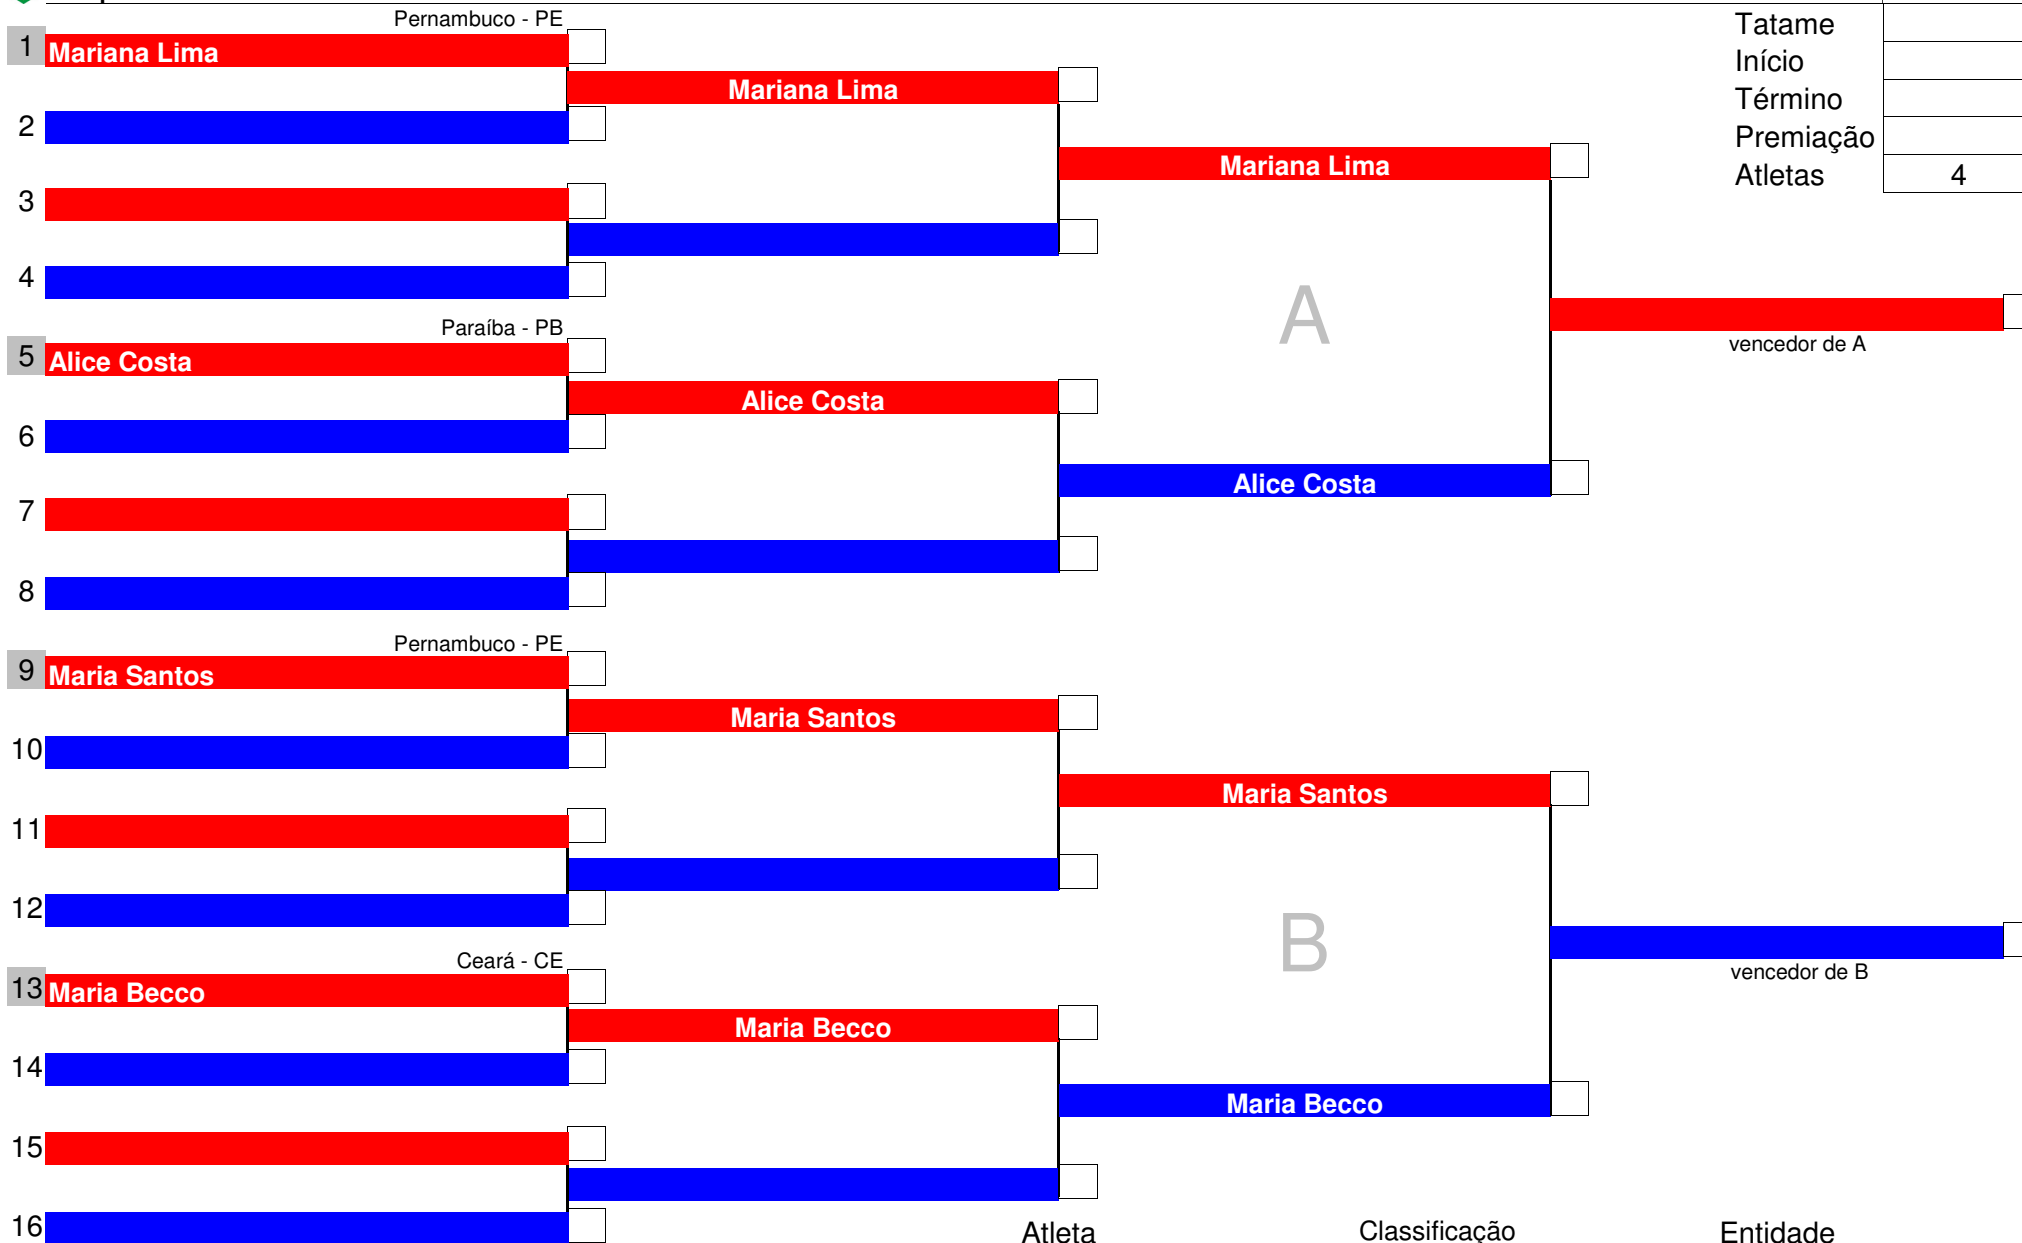 Pernambuco - PE
Tatame
1 Mariana Lima
Início
Mariana Lima
Término
2
Premiação
Mariana Lima
Atletas 4
3
4
A
Paraíba - PB
vencedor de A
5 Alice Costa
Alice Costa
6
Alice Costa
7
8
Pernambuco - PE
9 Maria Santos
Maria Santos
10
Maria Santos
11
12
B
Ceará - CE
vencedor de B
13 Maria Becco
Maria Becco
14
Maria Becco
15
16
Atleta Classificação Entidade